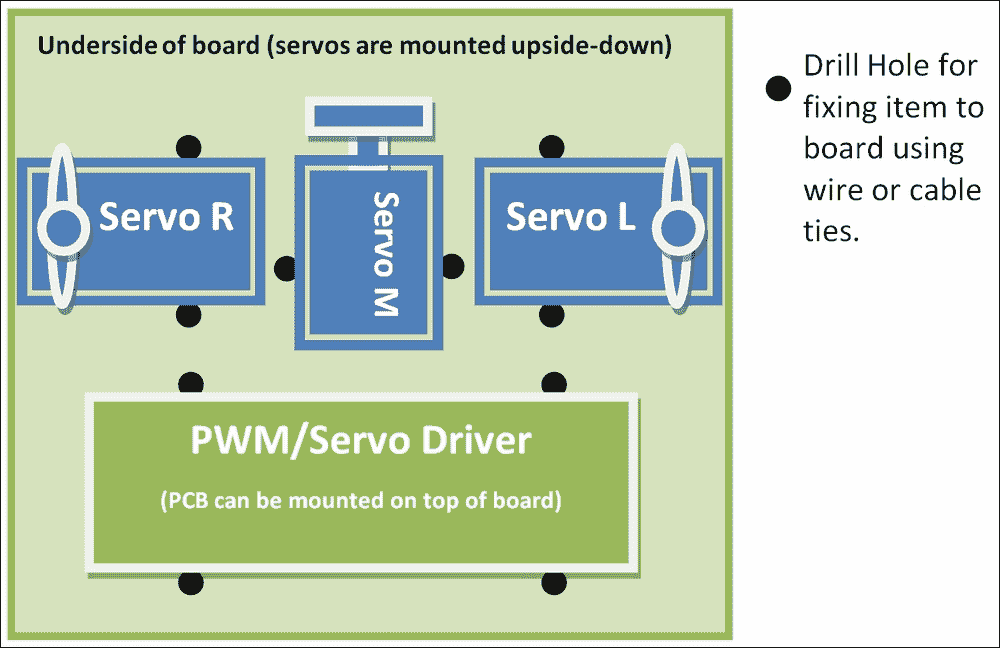 Underside of board (servos are mounted upside-down)
Drill Hole for
fixing item to
board using
wire or cable
ties.
Servo R
Servo M
Servo L
PWM/Servo Driver
(PCB can be mounted on top of board)